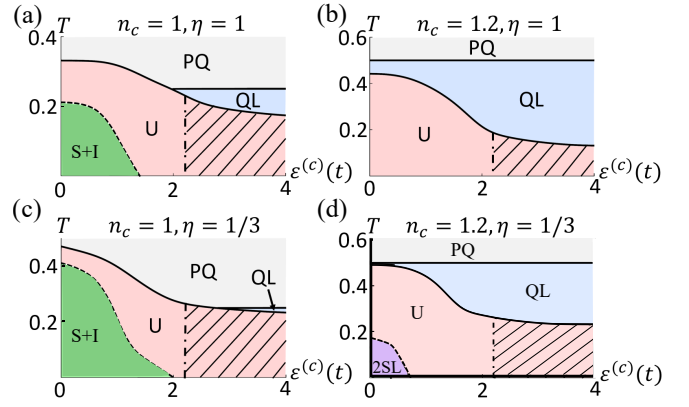 (a) T n_c = 1, η = 1
0.4
PQ
0.2
QL
U
S+I
0 2 4 ε^(c)(t)
(b) T n_c = 1.2, η = 1
0.6
PQ
0.4
QL
0.2
U
0 2 4 ε^(c)(t)
(c) T n_c = 1, η = 1/3
0.4
PQ
QL
0.2
U
S+I
0 2 4 ε^(c)(t)
(d) T n_c = 1.2, η = 1/3
0.6
PQ
0.4
QL
U
0.2
2SL
0 2 4 ε^(c)(t)